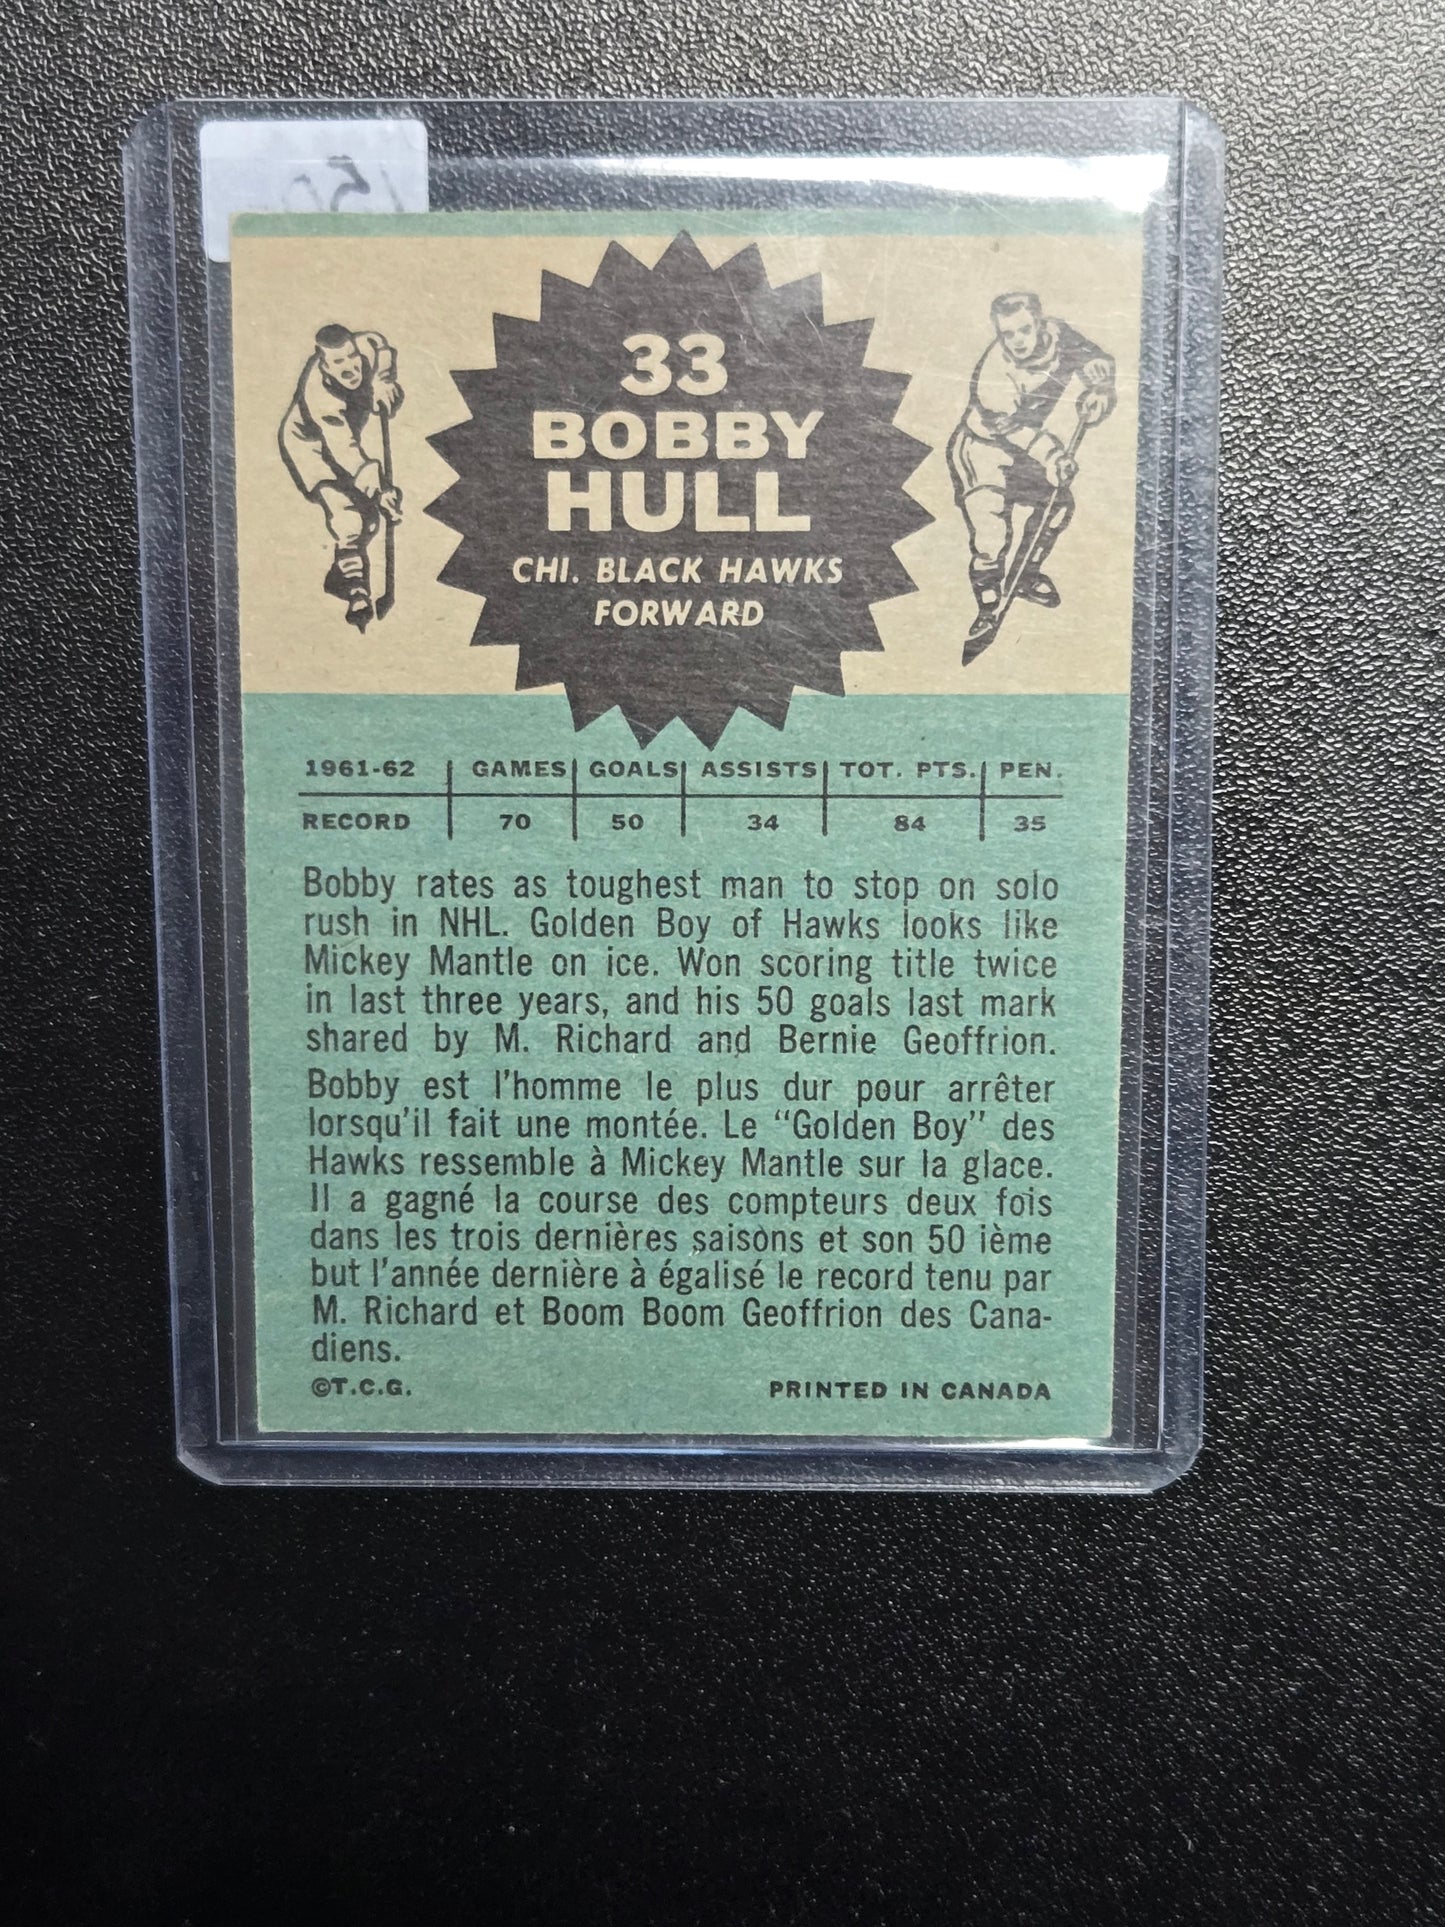 33
BOBBY
HULL
CHI. BLACK HAWKS
FORWARD
1961-62 GAMES GOALS ASSISTS TOT. PTS. PEN.
RECORD 70 50 34 84 35
Bobby rates as toughest man to stop on solo
rush in NHL. Golden Boy of Hawks looks like
Mickey Mantle on ice. Won scoring title twice
in last three years, and his 50 goals last mark
shared by M. Richard and Bernie Geoffrion.
Bobby est l'homme le plus dur pour arrêter
lorsqu'il fait une montée. Le "Golden Boy" des
Hawks ressemble à Mickey Mantle sur la glace.
Il a gagné la course des compteurs deux fois
dans les trois dernières saisons et son 50 ième
but l'année dernière à égalisé le record tenu par
M. Richard et Boom Boom Geoffrion des Cana-
diens.
©T.C.G. PRINTED IN CANADA